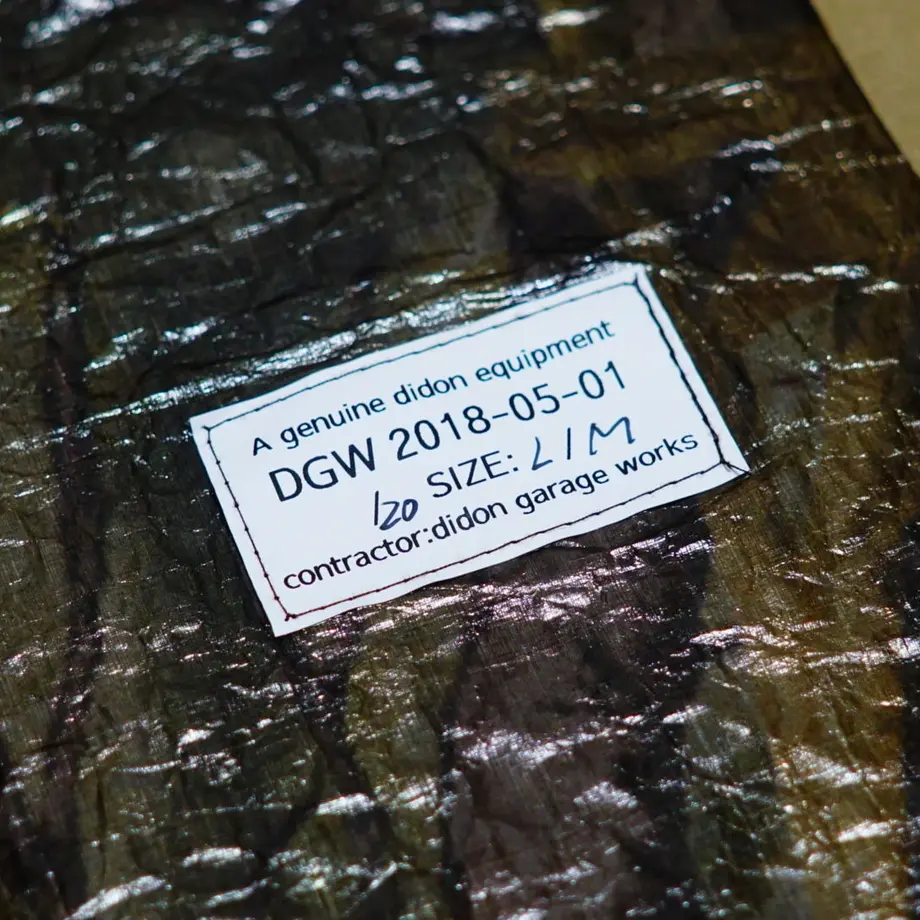 A genuine didon equipment
DGW 2018-05-01
120 SIZE: L/M
contractor:didon garage works